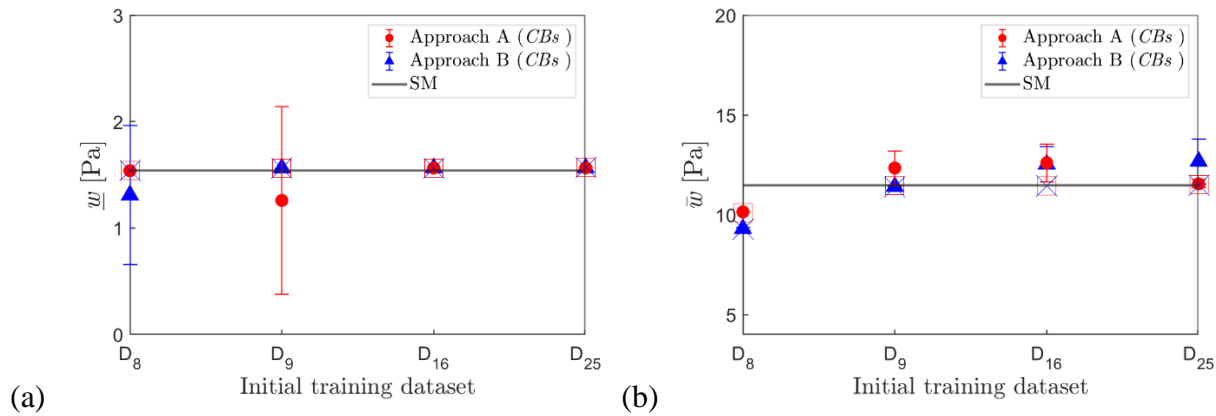 3
2
1
0
w [Pa]
Approach A (CBs )
Approach B (CBs )
SM
D8 D9 D16 D25
Initial training dataset
(a)
20
15
10
5
w̄ [Pa]
Approach A (CBs )
Approach B (CBs )
SM
D8 D9 D16 D25
Initial training dataset
(b)